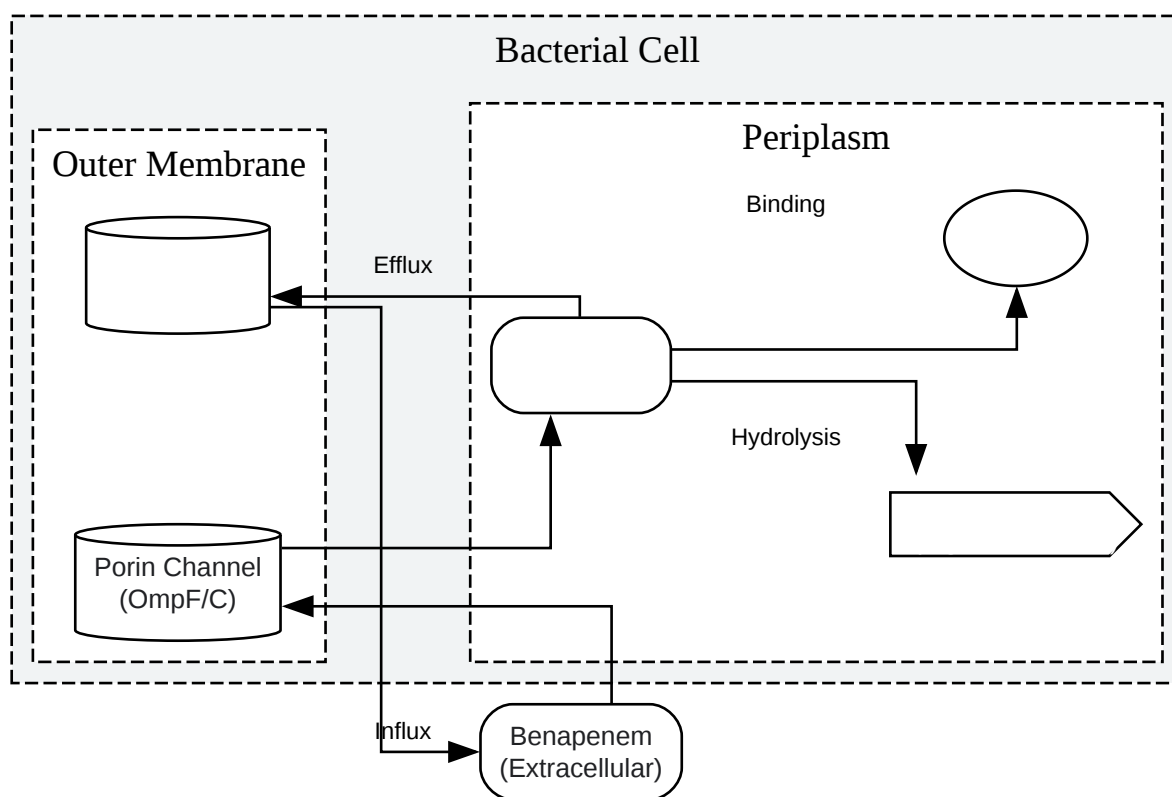 Bacterial Cell
Periplasm
Outer Membrane
Binding
Efflux
Hydrolysis
Porin Channel
(OmpF/C)
Influx
Benapenem
(Extracellular)